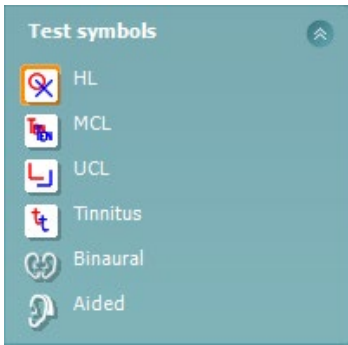 Test symbols
HL
MCL
UCL
Tinnitus
Binaural
Aided